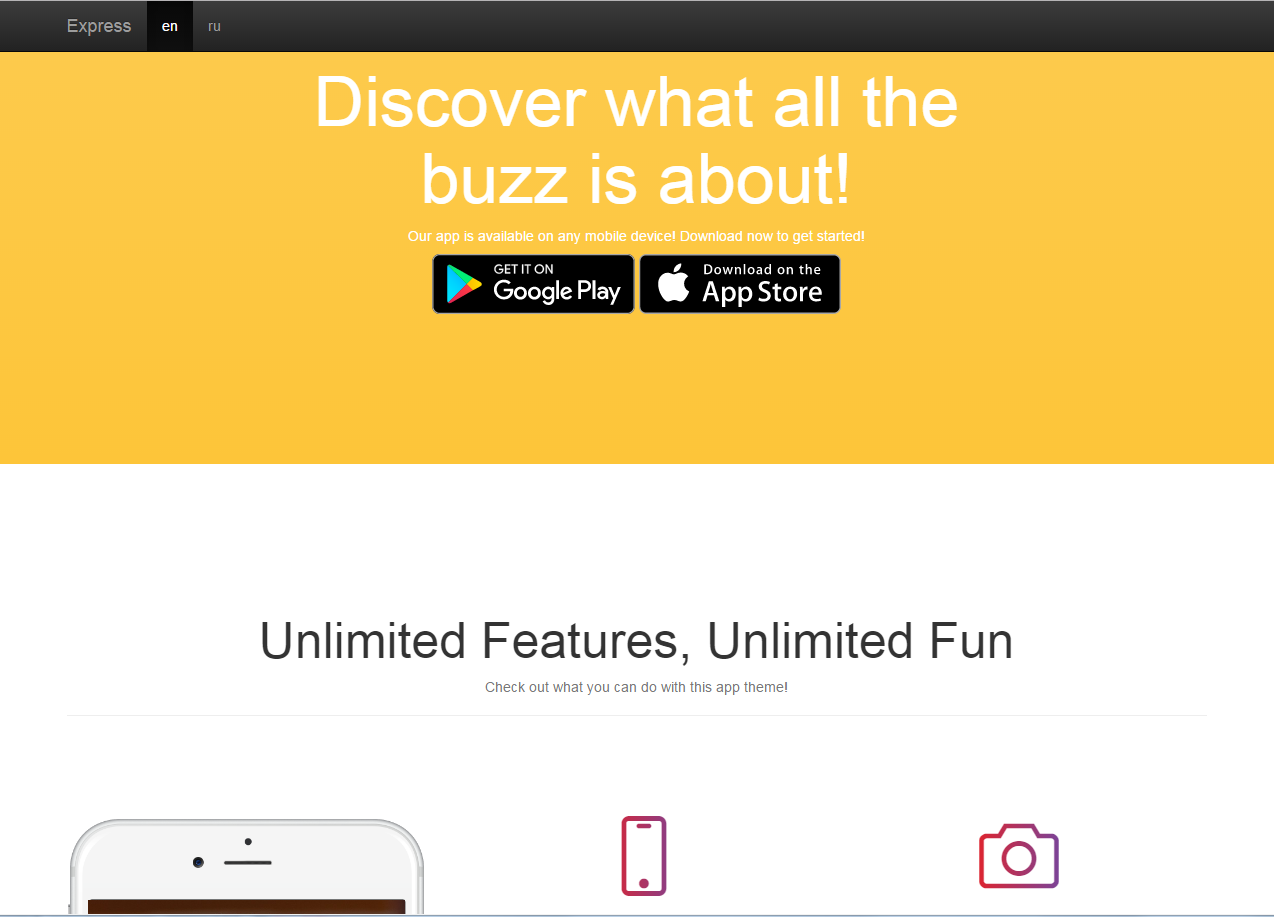 Express en ru
Discover what all the
buzz is about!
Our app is available on any mobile device! Download now to get started!
GET IT ON
Google Play
Download on the
App Store
Unlimited Features, Unlimited Fun
Check out what you can do with this app theme!